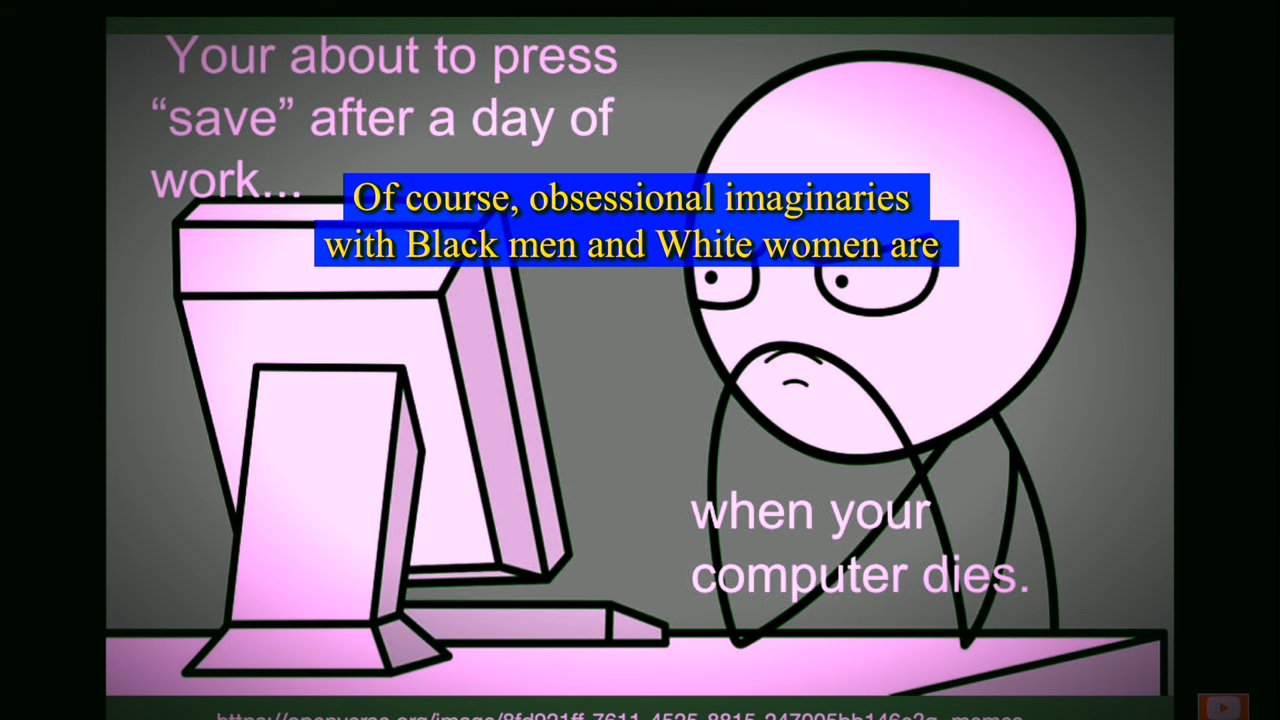 Your about to press
“save” after a day of
work...
Of course, obsessional imaginaries
with Black men and White women are
when your
computer dies.